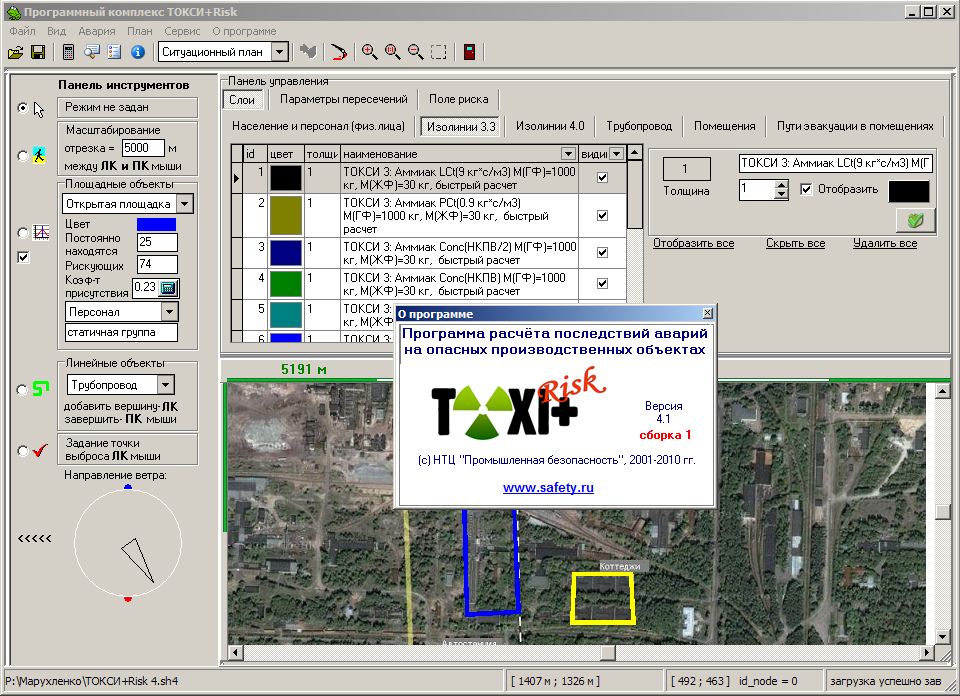 Программный комплекс ТОКСИ+Risk
Файл Вид Авария План Сервис О программе
Ситуационный план
Панель инструментов
Режим не задан
Масштабирование
отрезка = 5000 м
между ЛК и ПК мыши
Площадные объекты
Открытая площадка
Цвет
Постоянно находятся 25
Рискующих 74
Коэф-т присутствия 0.23
Персонал
статичная группа
Линейные объекты
Трубопровод
добавить вершину-ЛК
завершить- ПК мыши
Задание точки
выброса ЛК мыши
Направление ветра:
<<<<<
Панель управления
Слои Параметры пересечений Поле риска
Население и персонал (физ.лица) Изолинии 3.3 Изолинии 4.0 Трубопровод Помещения Пути эвакуации в помещениях
id цвет толщи наименование види
1 1 ТОКСИ 3: Аммиак LCt(9 кг*с/м3) М(ГФ)=1000
кг, М(ЖФ)=30 кг, быстрый расчет
2 1 ТОКСИ 3: Аммиак PCt(0.9 кг*с/м3)
М(ГФ)=1000 кг, М(ЖФ)=30 кг, быстрый
расчет
3 1 ТОКСИ 3: Аммиак Conc(НКПВ/2) М(ГФ)=1000
кг, М(ЖФ)=30 кг, быстрый расчет
4 1 ТОКСИ 3: Аммиак Conc(НКПВ) М(ГФ)=1000
кг, М(ЖФ)=30 кг, быстрый расчет
5 1 ТОКСИ 3:
кг, М(ЖФ)
6 1 ТОКСИ 3:
1
Толщина
ТОКСИ 3: Аммиак LCt(9 кг*с/м3) М(Г
1 Отобразить
Отобразить все Скрыть все Удалить все
5191 м
О программе
Программа расчёта последствий аварий
на опасных производственных объектах
TOXI+ Risk
Версия
4.1
сборка 1
(с) НТЦ "Промышленная безопасность", 2001-2010 гг.
www.safety.ru
Коттеджи
Автостанция
P:\Марухленко\ТОКСИ+Risk 4.sh4
[ 1407 м ; 1326 м ]
[ 492 ; 463 ] id_node = 0
загрузка успешно зав